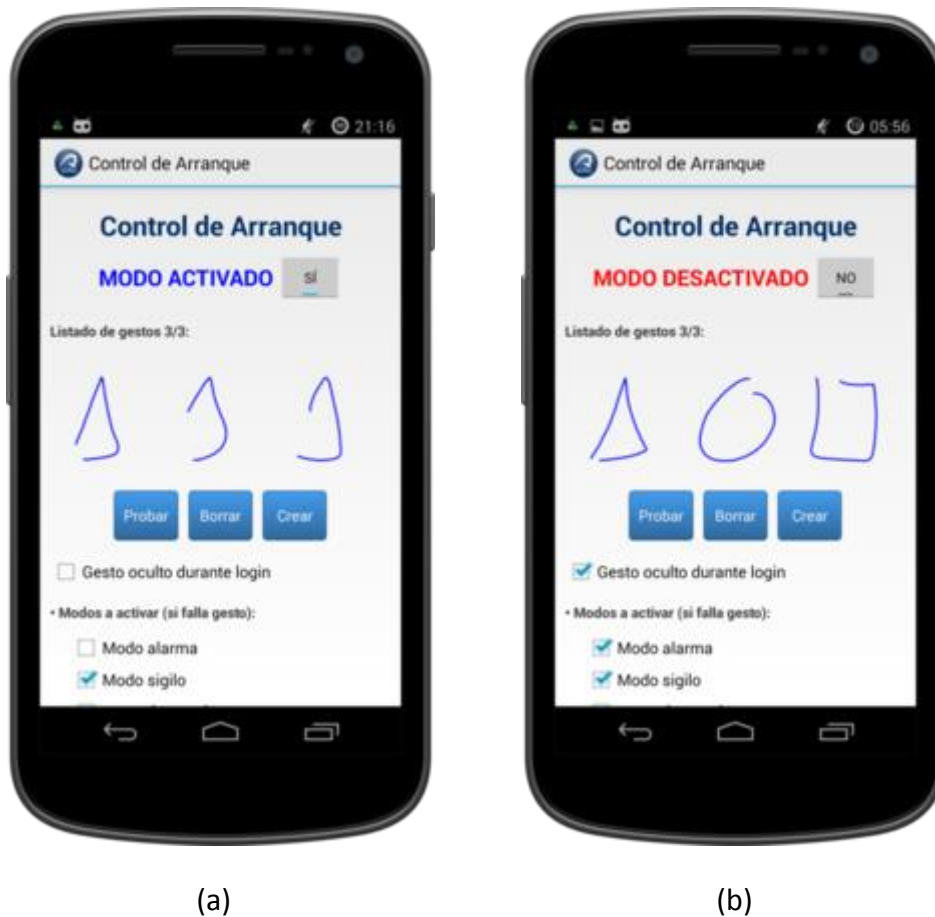 21:16
Control de Arranque
Control de Arranque
MODO ACTIVADO SÍ
Listado de gestos 3/3:
Probar Borrar Crear
Gesto oculto durante login
• Modos a activar (si falla gesto):
Modo alarma
Modo sigilo
(a)
05:56
Control de Arranque
Control de Arranque
MODO DESACTIVADO NO
Listado de gestos 3/3:
Probar Borrar Crear
Gesto oculto durante login
• Modos a activar (si falla gesto):
Modo alarma
Modo sigilo
(b)